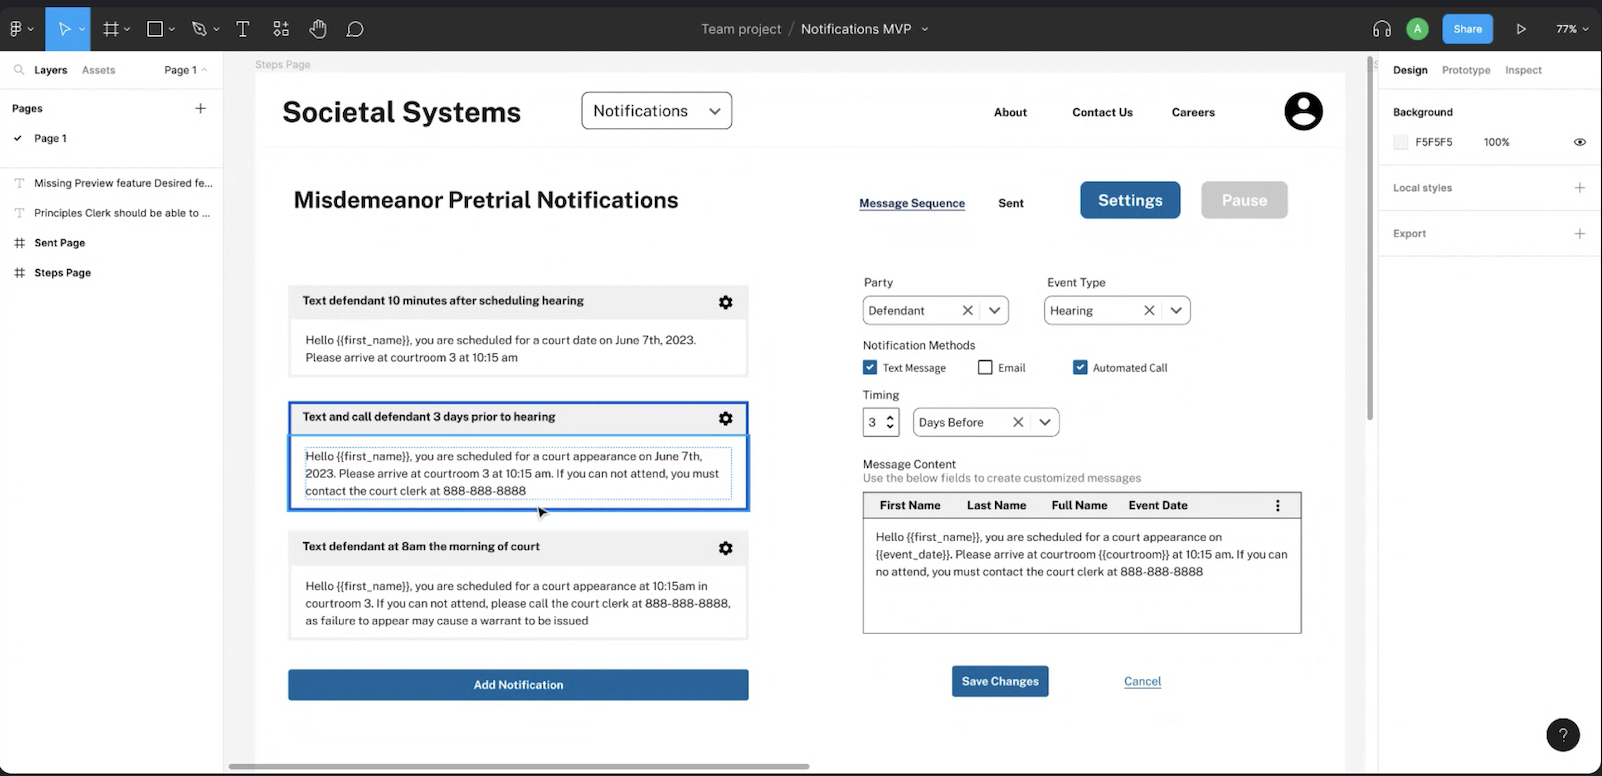 Team project / Notifications MVP
A
Share
77%
Layers
Assets
Page 1
Pages
Page 1
Missing Preview feature Desired fe...
Principles Clerk should be able to ...
Sent Page
Steps Page
Steps Page
Societal Systems
Notifications
About
Contact Us
Careers
Misdemeanor Pretrial Notifications
Message Sequence
Sent
Settings
Pause
Text defendant 10 minutes after scheduling hearing
Hello {{first_name}}, you are scheduled for a court date on June 7th, 2023.
Please arrive at courtroom 3 at 10:15 am
Text and call defendant 3 days prior to hearing
Hello {{first_name}}, you are scheduled for a court appearance on June 7th,
2023. Please arrive at courtroom 3 at 10:15 am. If you can not attend, you must
contact the court clerk at 888-888-8888
Text defendant at 8am the morning of court
Hello {{first_name}}, you are scheduled for a court appearance at 10:15am in
courtroom 3. If you can not attend, please call the court clerk at 888-888-8888,
as failure to appear may cause a warrant to be issued
Add Notification
Party
Event Type
Defendant
Hearing
Notification Methods
Text Message
Email
Automated Call
Timing
3
Days Before
Message Content
Use the below fields to create customized messages
First Name
Last Name
Full Name
Event Date
Hello {{first_name}}, you are scheduled for a court appearance on
{{event_date}}. Please arrive at courtroom {{courtroom}} at 10:15 am. If you can
no attend, you must contact the court clerk at 888-888-8888
Save Changes
Cancel
Design
Prototype
Inspect
Background
F5F5F5
100%
Local styles
Export
?